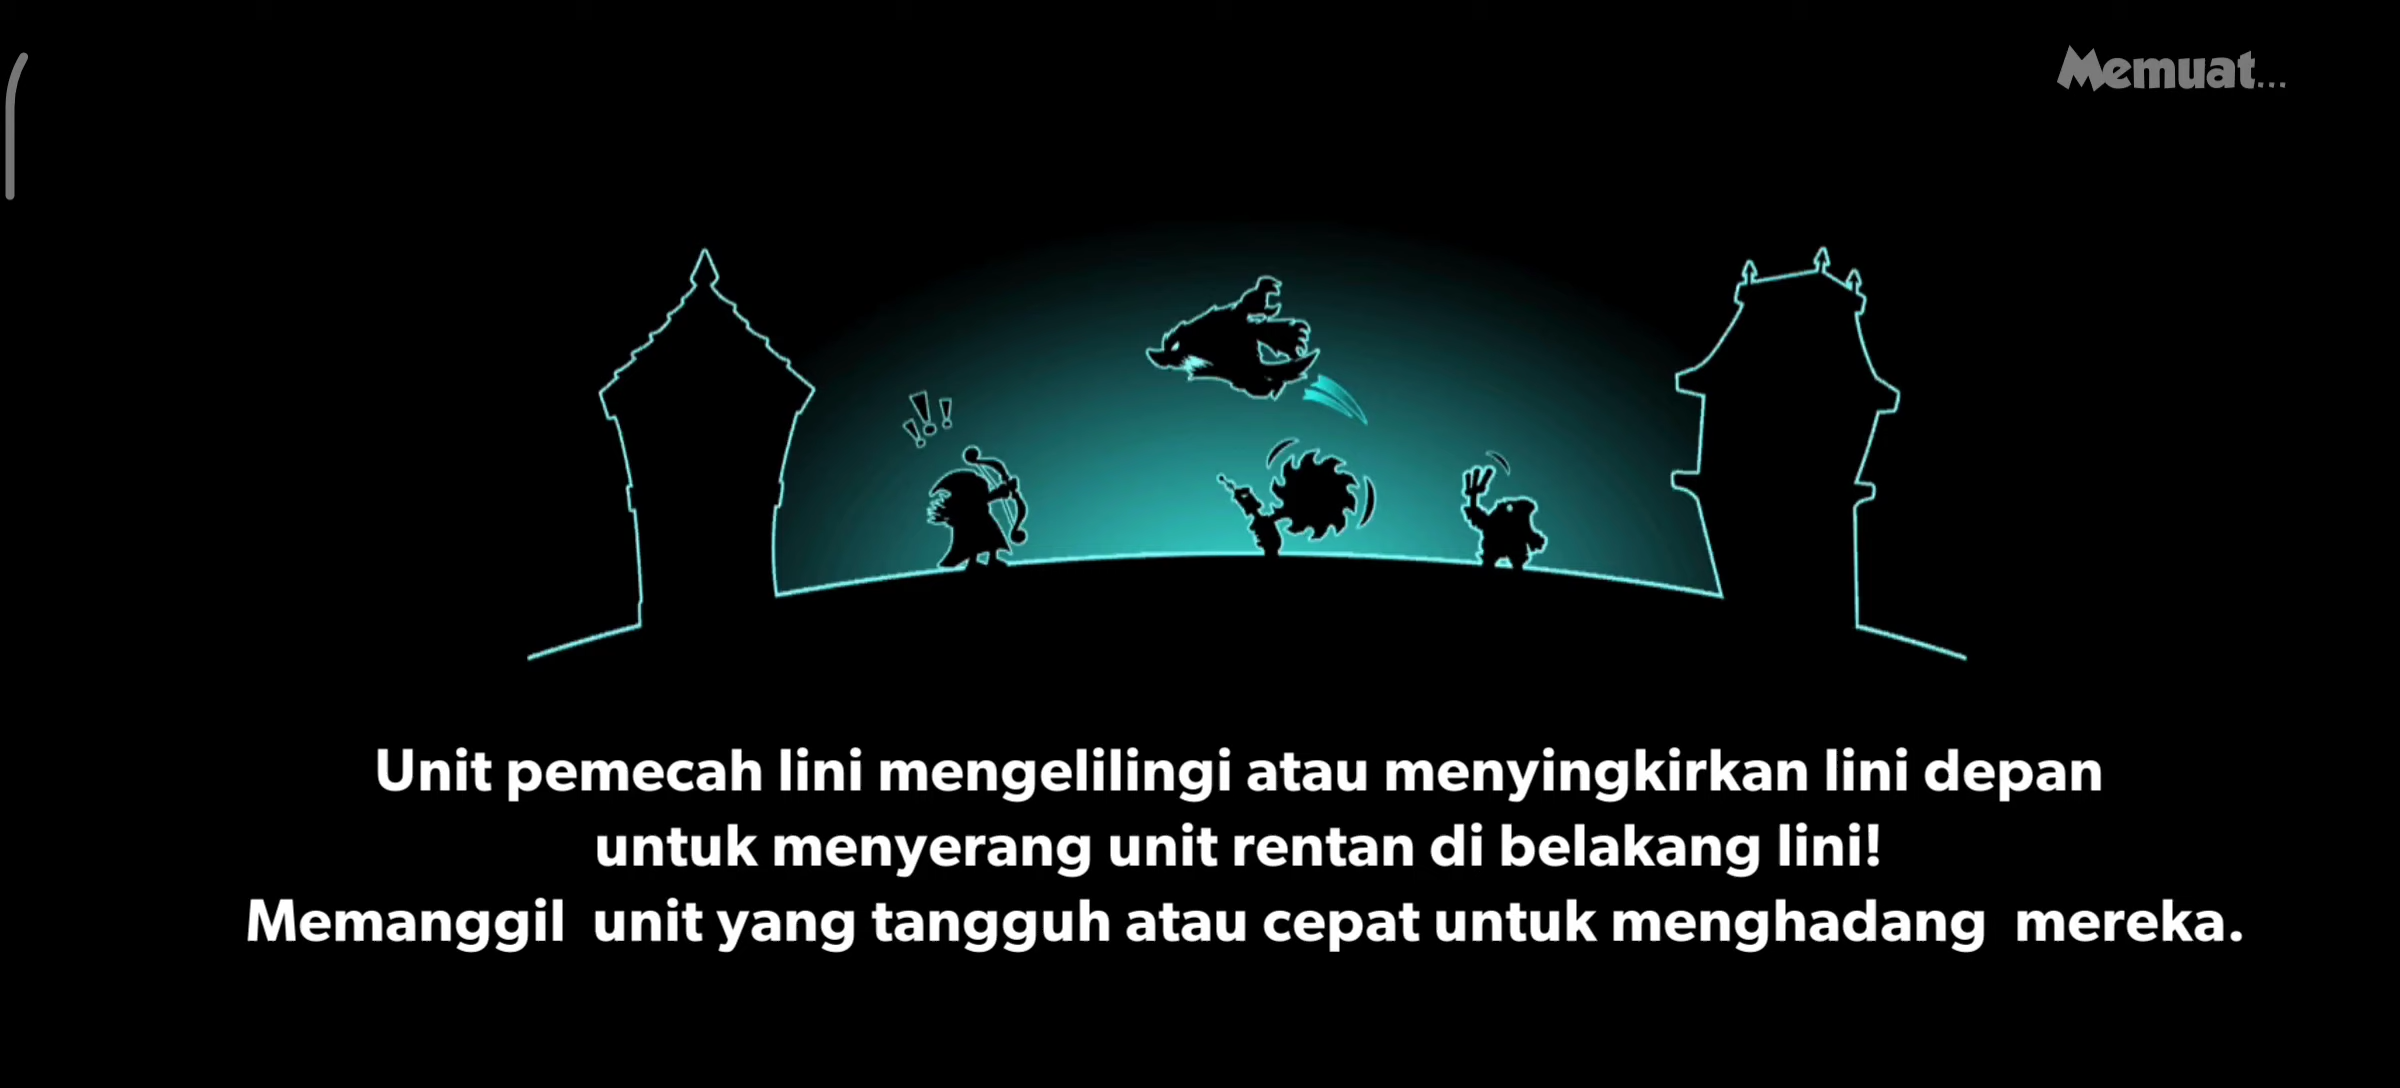 Memuat...
!!!
Unit pemecah lini mengelilingi atau menyingkirkan lini depan
untuk menyerang unit rentan di belakang lini!
Memanggil  unit yang tangguh atau cepat untuk menghadang  mereka.